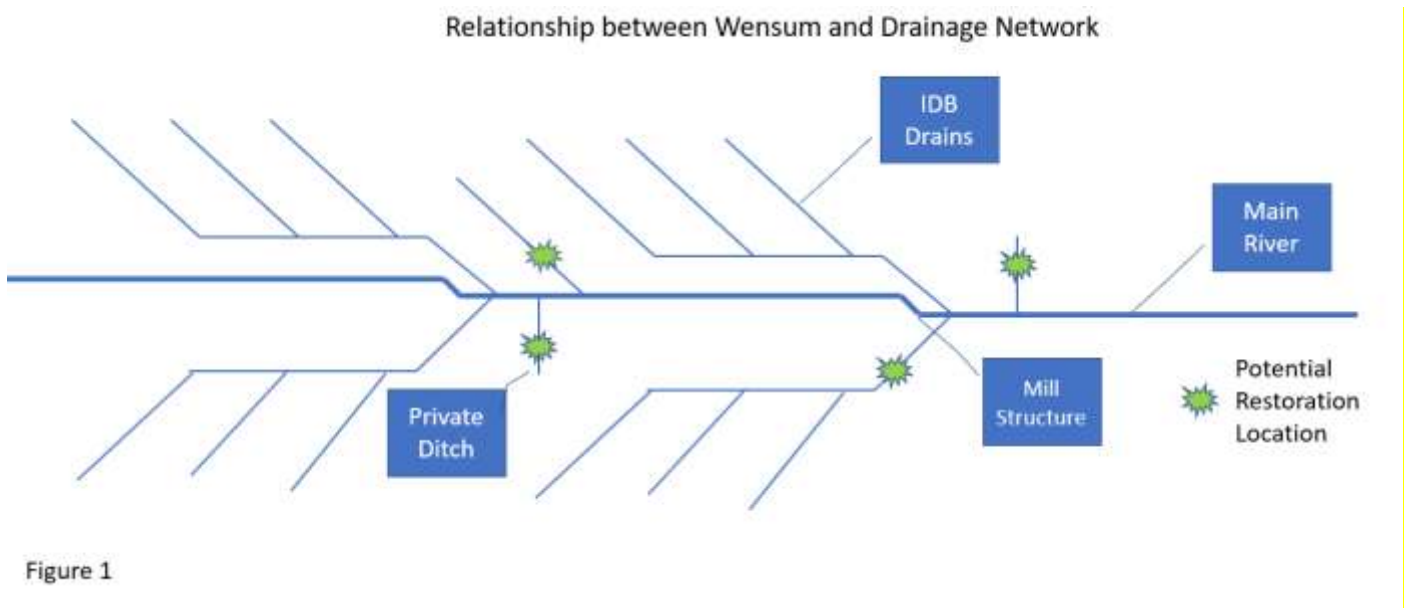 Relationship between Wensum and Drainage Network
IDB
Drains
Main
River
Private
Ditch
Mill
Structure
Potential
Restoration
Location
Figure 1